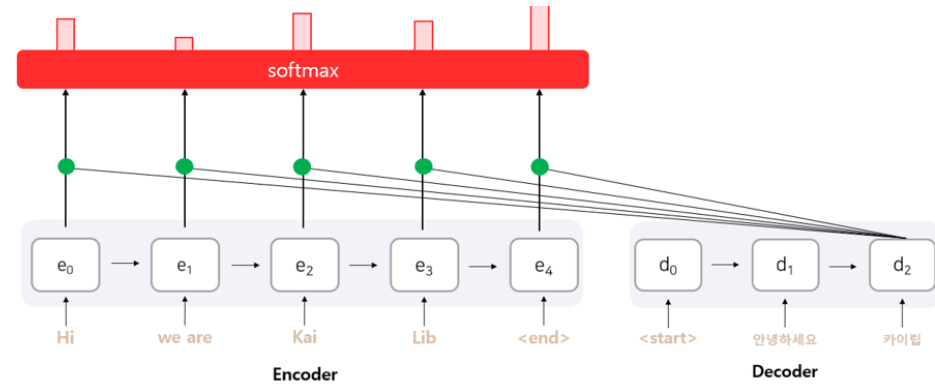 softmax
e₀ e₁ e₂ e₃ e₄ d₀ d₁ d₂
Hi we are Kai Lib <end> <start> 안녕하세요 카이립
Encoder Decoder